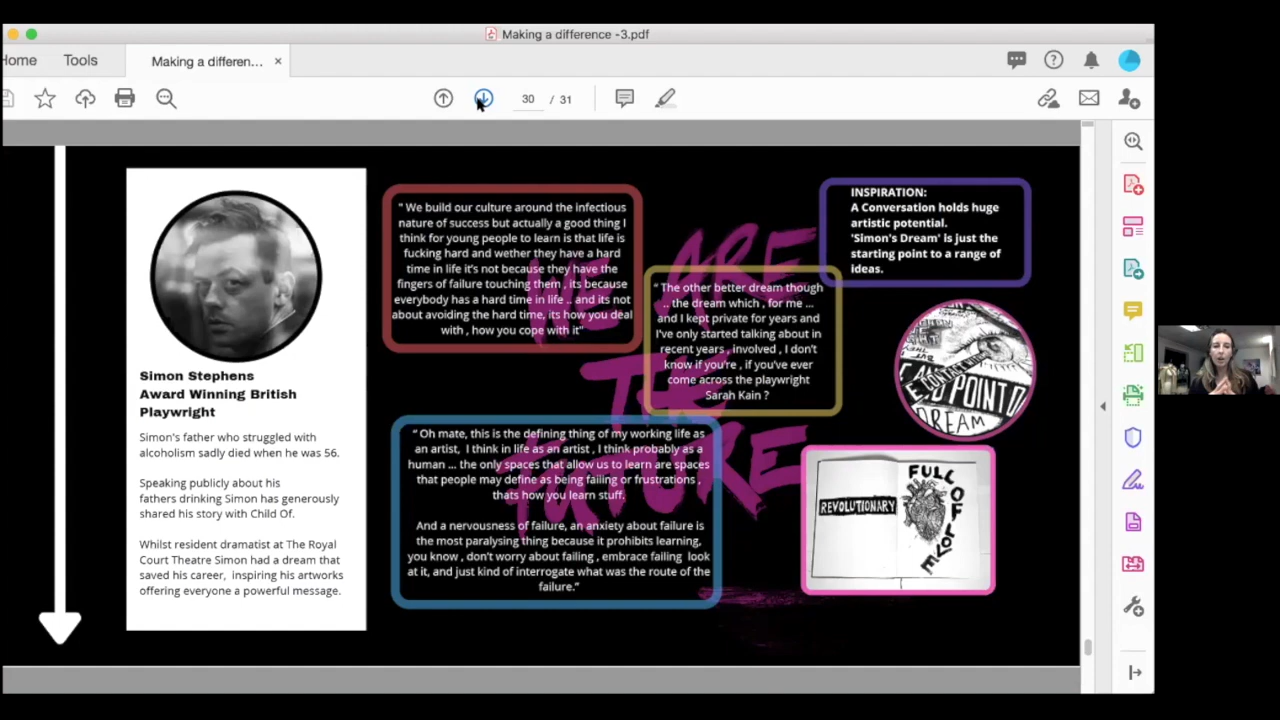 Making a difference -3.pdf
Home
Tools
Making a differen... ×
30 / 31
Simon Stephens
Award Winning British
Playwright
Simon's father who struggled with
alcoholism sadly died when he was 56.
Speaking publicly about his
fathers drinking Simon has generously
shared his story with Child Of.
Whilst resident dramatist at The Royal
Court Theatre Simon had a dream that
saved his career, inspiring his artworks
offering everyone a powerful message.
" We build our culture around the infectious
nature of success but actually a good thing I
think for young people to learn is that life is
fucking hard and wether they have a hard
time in life it's not because they have the
fingers of failure touching them , its because
everybody has a hard time in life .. and its not
about avoiding the hard time, its how you deal
with , how you cope with it"
" The other better dream though
.. the dream which , for me ...
and I kept private for years and
I've only started talking about in
recent years , involved , I don't
know if you're , if you've ever
come across the playwright
Sarah Kain ?
" Oh mate, this is the defining thing of my working life as
an artist, I think in life as an artist , I think probably as a
human ... the only spaces that allow us to learn are spaces
that people may define as being failing or frustrations ,
thats how you learn stuff.
And a nervousness of failure, an anxiety about failure is
the most paralysing thing because it prohibits learning,
you know , don't worry about failing , embrace failing look
at it, and just kind of interrogate what was the route of the
failure."
WE ARE
THE
FUTURE
INSPIRATION:
A Conversation holds huge
artistic potential.
'Simon's Dream' is just the
starting point to a range of
ideas.
POINT
DREAM
REVOLUTIONARY
FULL OF LOVE